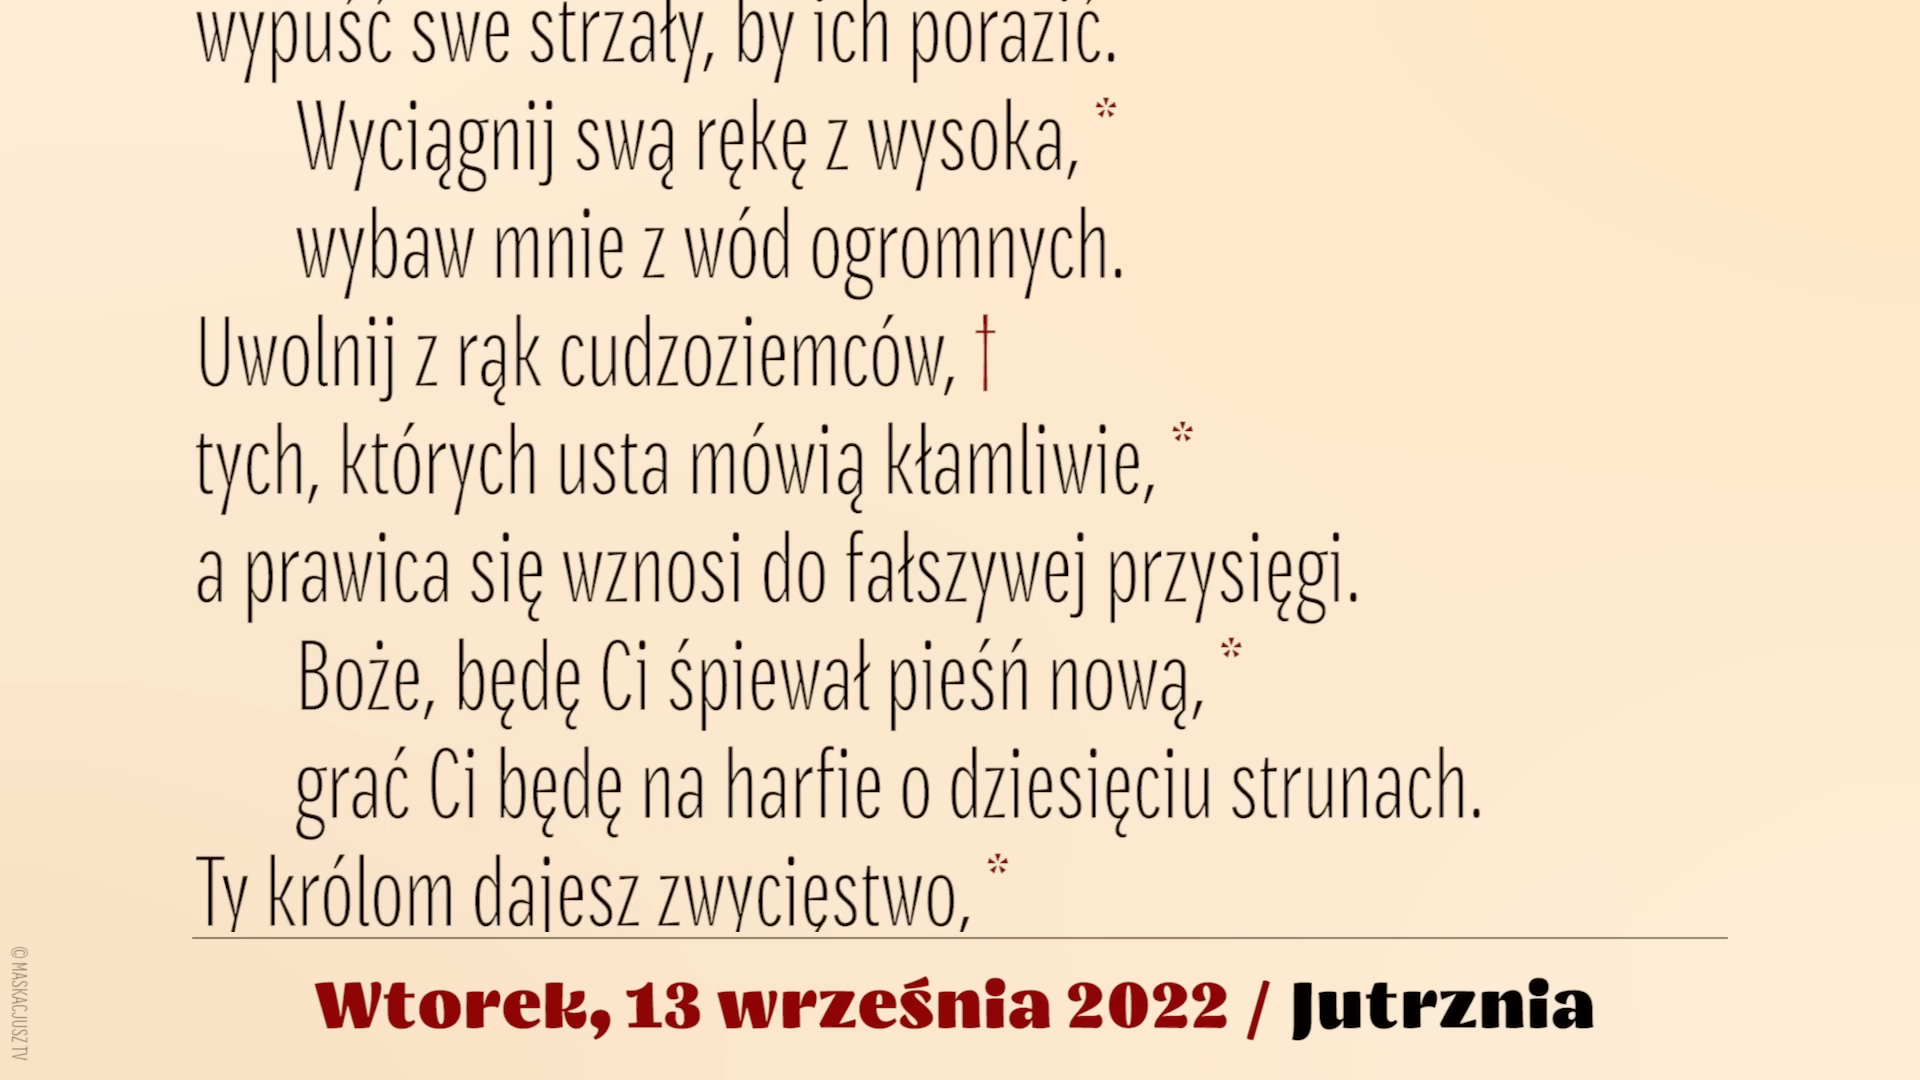 wypuść swe strzały, by ich porazić.
Wyciągnij swą rękę z wysoka, *
wybaw mnie z wód ogromnych.
Uwolnij z rąk cudzoziemców, †
tych, których usta mówią kłamliwie, *
a prawica się wznosi do fałszywej przysięgi.
Boże, będę Ci śpiewał pieśń nową, *
grać Ci będę na harfie o dziesięciu strunach.
Ty królom dajesz zwycięstwo, *
Wtorek, 13 września 2022 / Jutrznia
© MASKACJUSZ TV